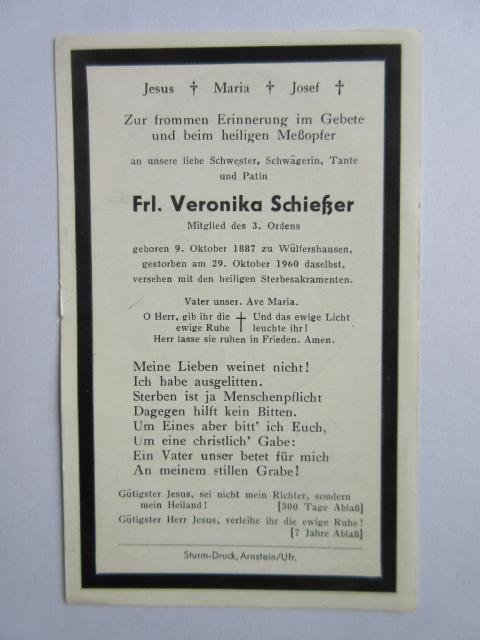 Jesus † Maria † Josef †
Zur frommen Erinnerung im Gebete
und beim heiligen Meßopfer
an unsere liebe Schwester, Schwägerin, Tante
und Patin
Frl. Veronika Schießer
Mitglied des 3. Ordens
geboren 9. Oktober 1887 zu Wülfershausen,
gestorben am 29. Oktober 1960 daselbst,
versehen mit den heiligen Sterbesakramenten.
Vater unser. Ave Maria.
O Herr, gib ihr die † Und das ewige Licht
ewige Ruhe leuchte ihr!
Herr lasse sie ruhen in Frieden. Amen.
Meine Lieben weinet nicht!
Ich habe ausgelitten.
Sterben ist ja Menschenpflicht
Dagegen hilft kein Bitten.
Um Eines aber bitt' ich Euch,
Um eine christlich' Gabe:
Ein Vater unser betet für mich
An meinem stillen Grabe!
Gütigster Jesus, sei nicht mein Richter, sondern
mein Heiland! [300 Tage Ablaß]
Gütigster Herr Jesus, verleihe ihr die ewige Ruhe!
[7 Jahre Ablaß]
Sturm-Druck, Arnstein/Ufr.